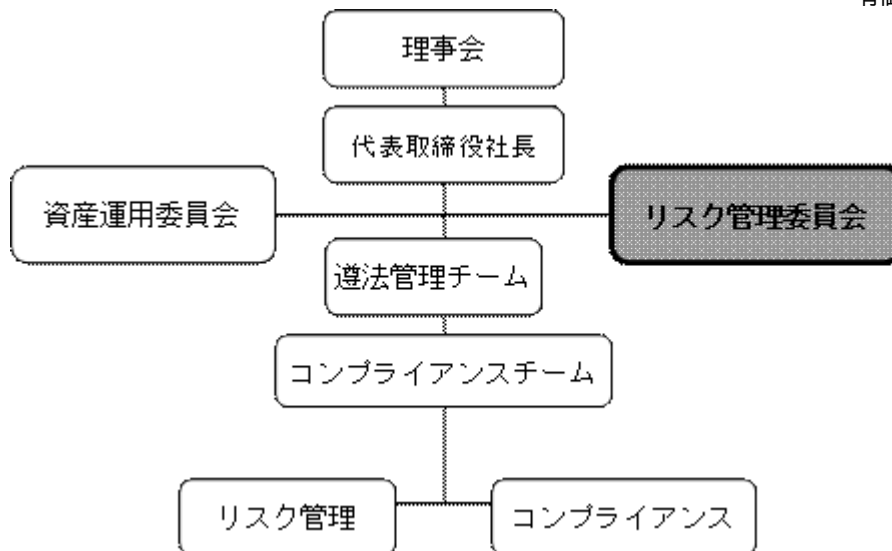 理事会
代表取締役社長
資産運用委員会
リスク管理委員会
遵法管理チーム
コンプライアンスチーム
リスク管理
コンプライアンス